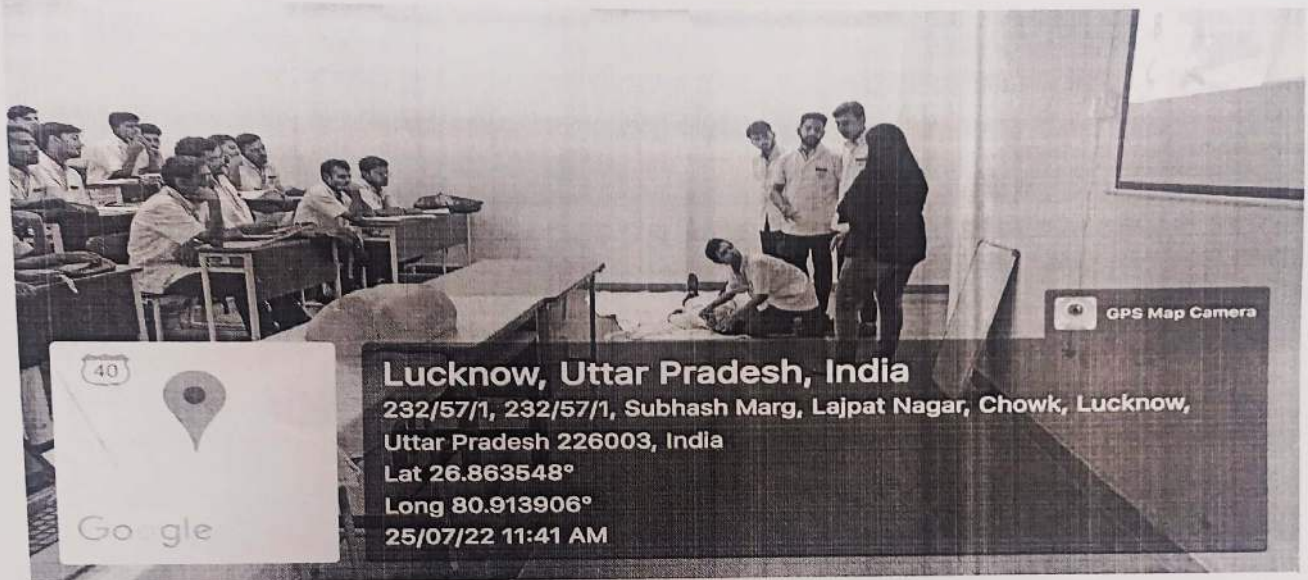 GPS Map Camera
40
Lucknow, Uttar Pradesh, India
232/57/1, 232/57/1, Subhash Marg, Lajpat Nagar, Chowk, Lucknow,
Uttar Pradesh 226003, India
Lat 26.863548°
Long 80.913906°
25/07/22 11:41 AM
Google